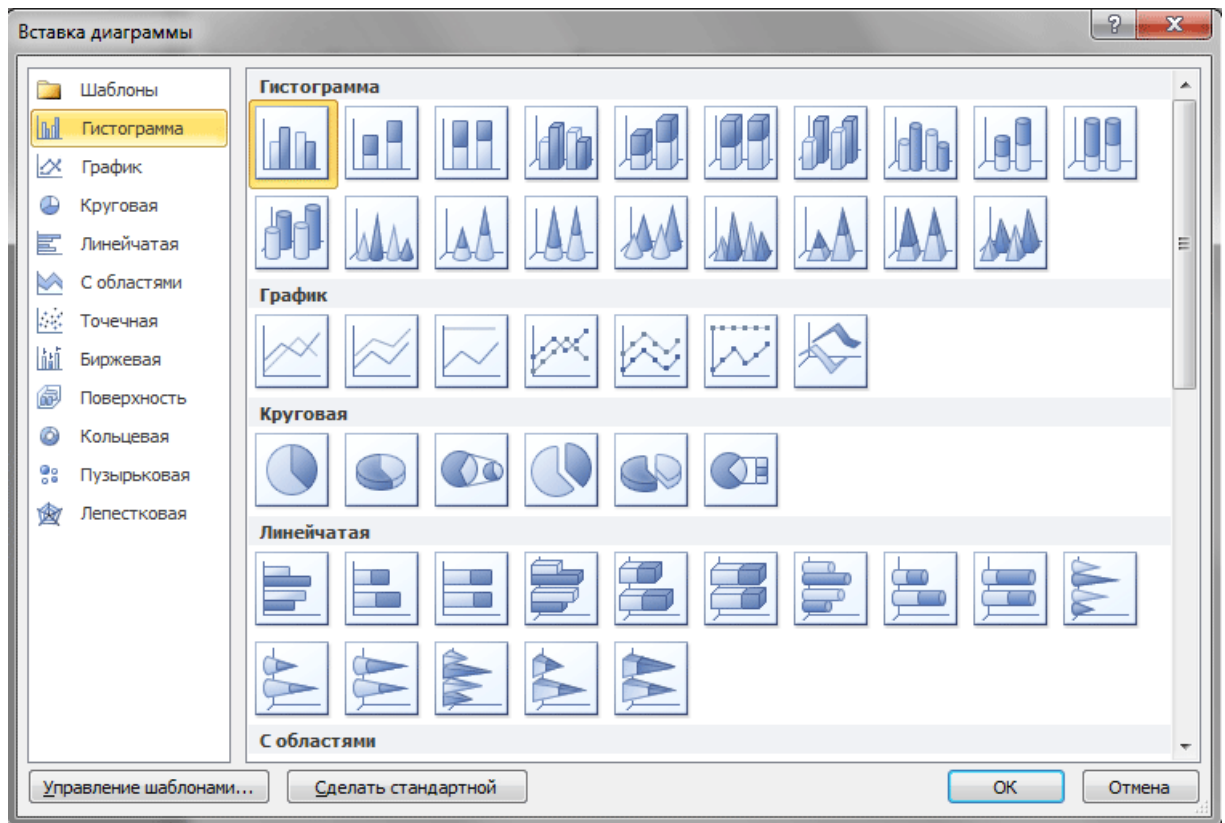 Вставка диаграммы
Шаблоны
Гистограмма
График
Круговая
Линейчатая
С областями
Точечная
Биржевая
Поверхность
Кольцевая
Пузырьковая
Лепестковая
Гистограмма
График
Круговая
Линейчатая
С областями
Управление шаблонами...
Сделать стандартной
ОК
Отмена